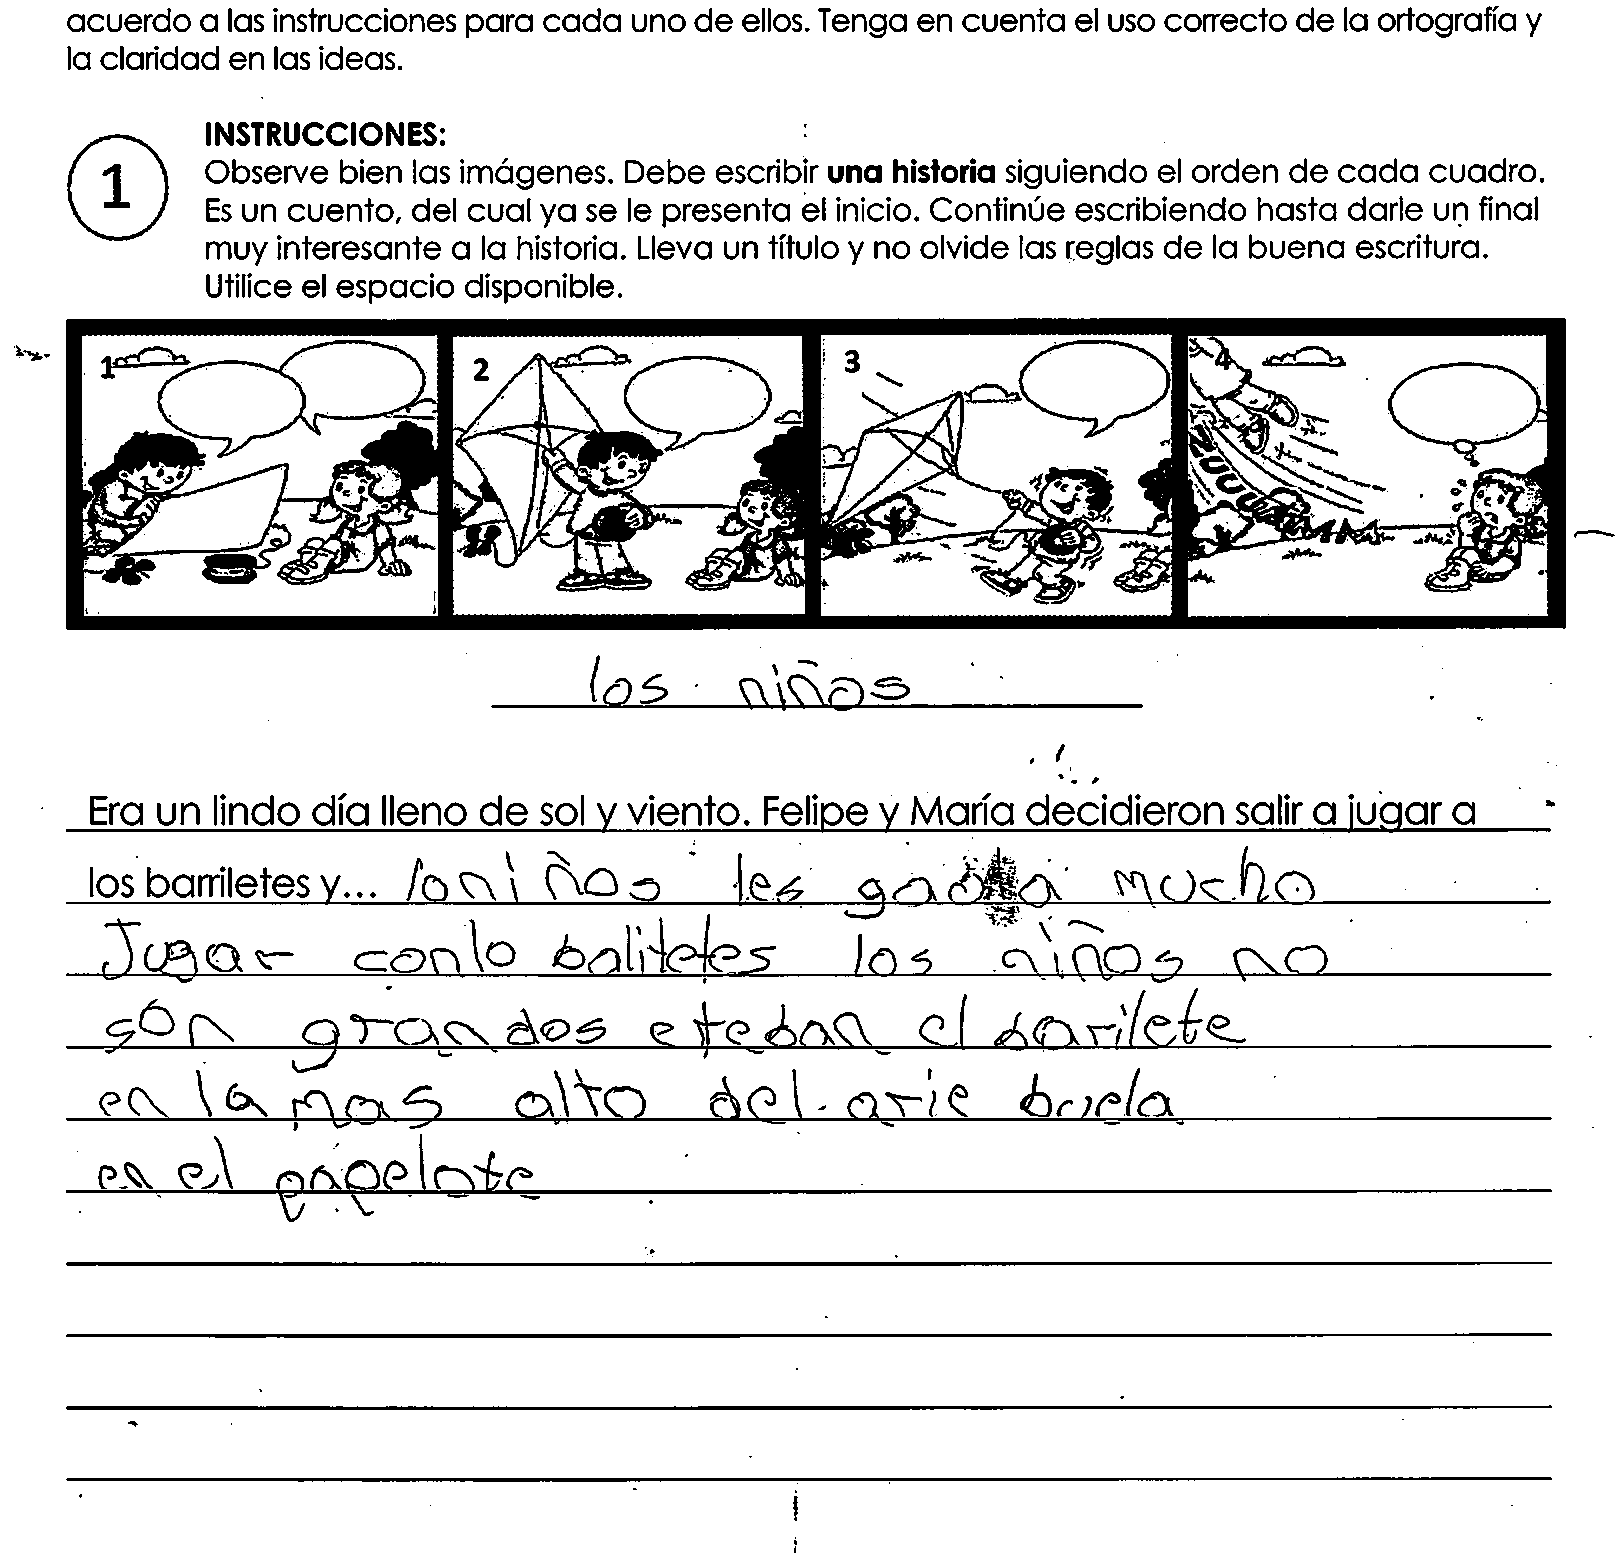 acuerdo a las instrucciones para cada uno de ellos. Tenga en cuenta el uso correcto de la ortografía y
la claridad en las ideas.
INSTRUCCIONES:
1
Observe bien las imágenes. Debe escribir una historia siguiendo el orden de cada cuadro.
Es un cuento, del cual ya se le presenta el inicio. Continúe escribiendo hasta darle un final
muy interesante a la historia. Lleva un título y no olvide las reglas de la buena escritura.
Utilice el espacio disponible.
1 2 3 4
los niños
Era un lindo día lleno de sol y viento. Felipe y María decidieron salir a jugar a
los barriletes y... loniños les mucho
Jugar conlo baliteles los niños no
son grandos eteban el barilete
en la mas alto del arie buela
en el papelote